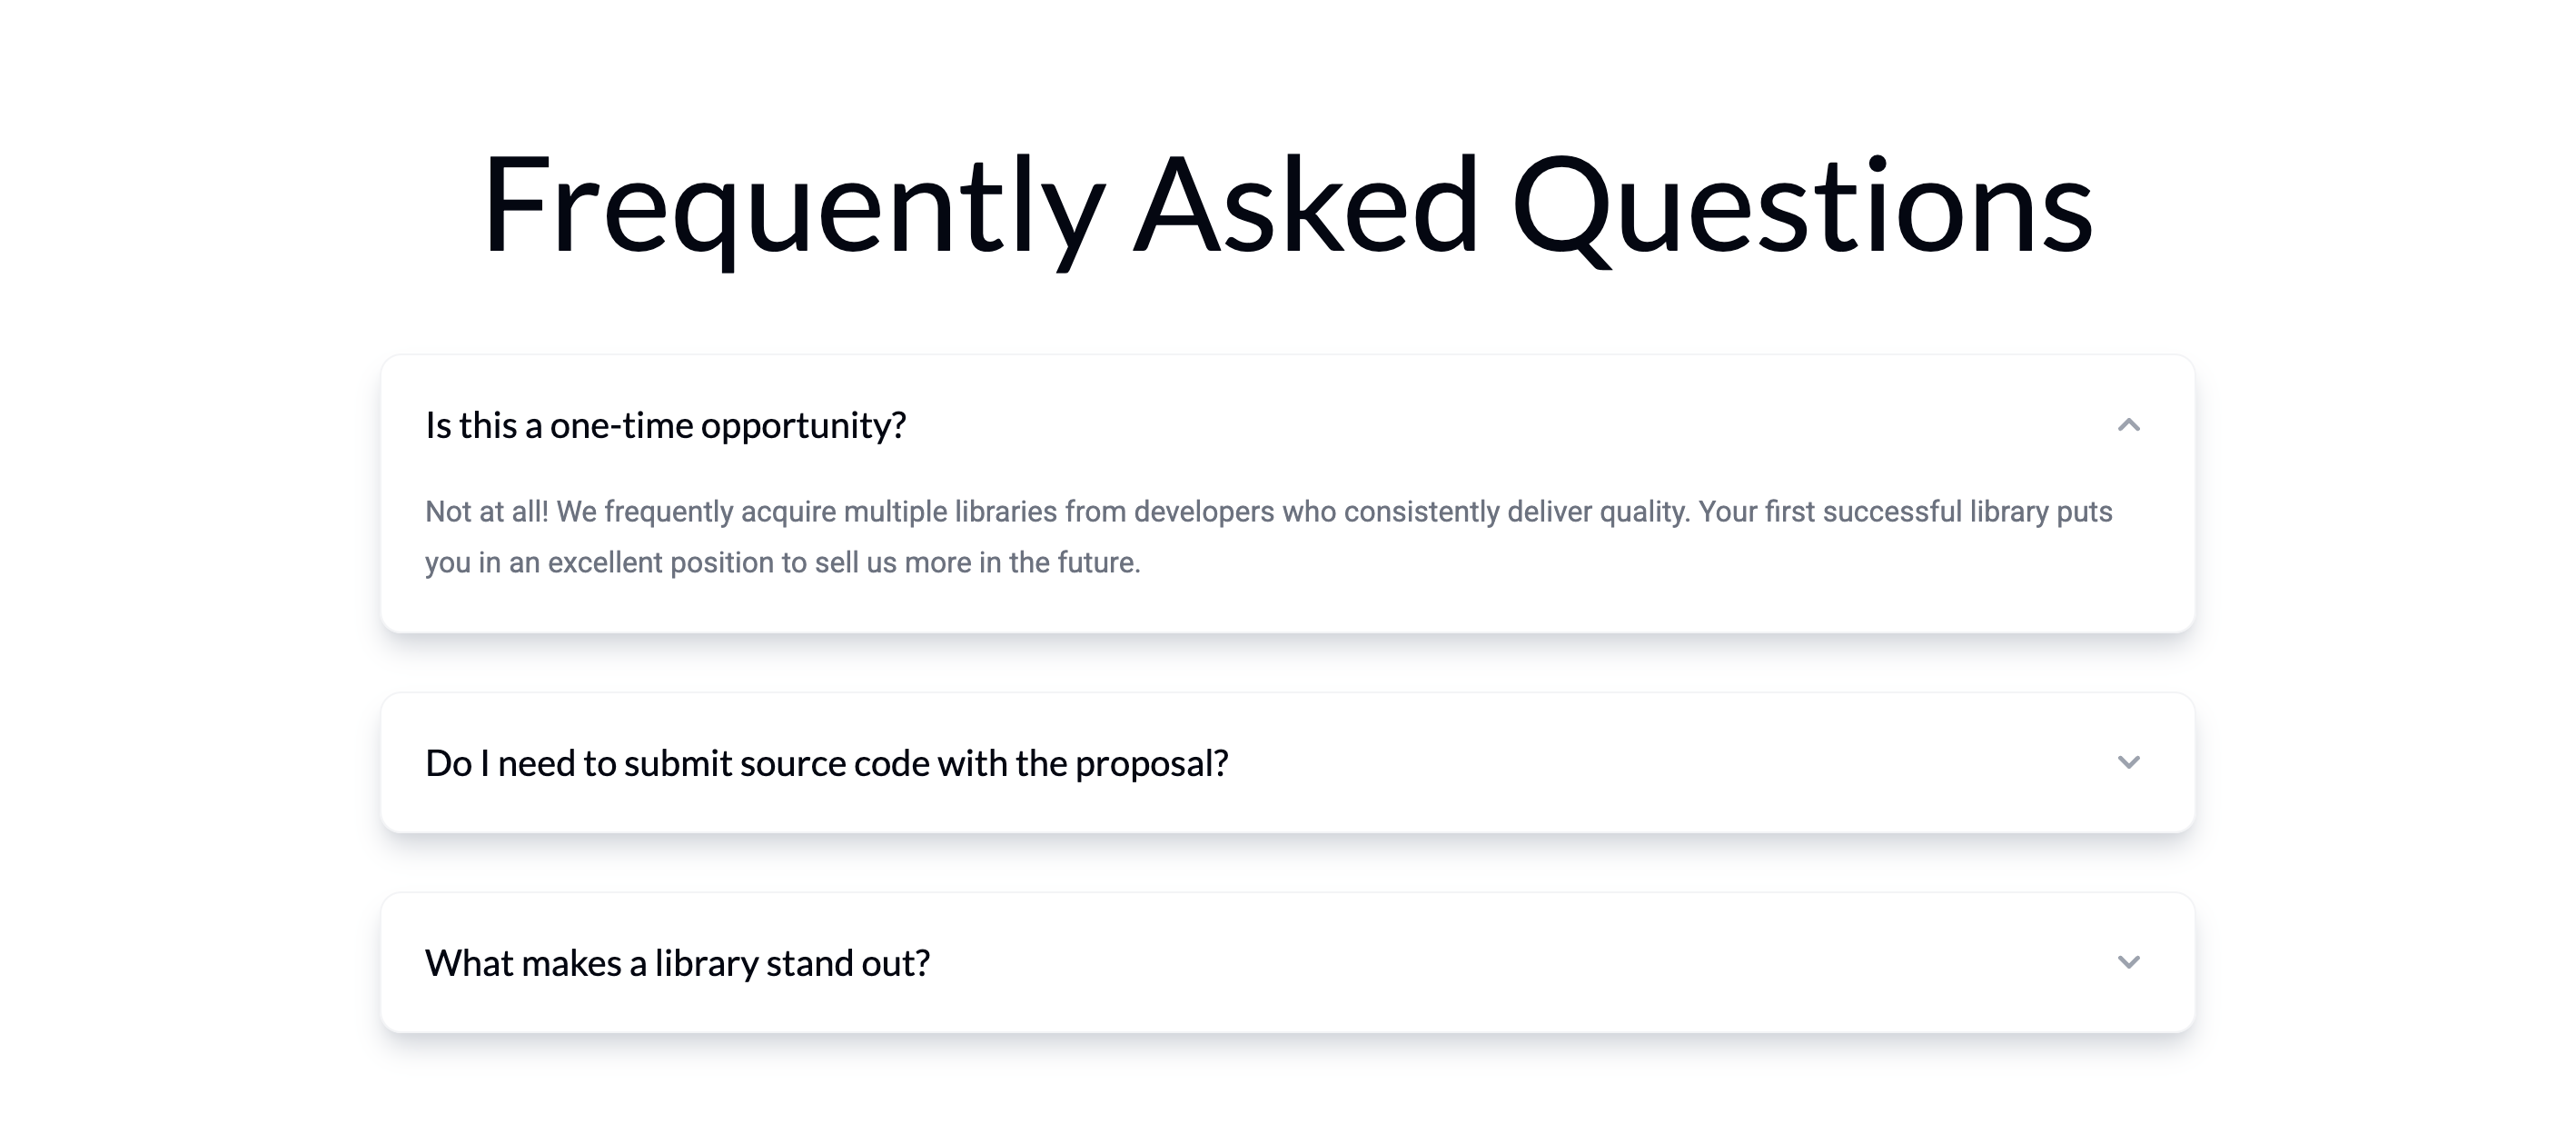 Frequently Asked Questions
Is this a one-time opportunity?
Not at all! We frequently acquire multiple libraries from developers who consistently deliver quality. Your first successful library puts
you in an excellent position to sell us more in the future.
Do I need to submit source code with the proposal?
What makes a library stand out?